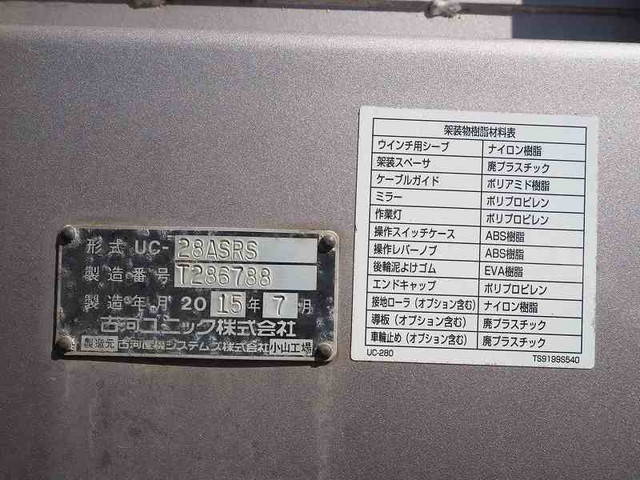 形式 UC- 28ASRS
製造番号 T286788
製造年月 2015年7月
古河ユニック株式会社
製造元 古河産機システムズ株式会社小山工場
架装物樹脂材料表
ウインチ用シーブ ナイロン樹脂
架装スペーサ 廃プラスチック
ケーブルガイド ポリアミド樹脂
ミラー ポリプロピレン
作業灯 ポリプロピレン
操作スイッチケース ABS樹脂
操作レバーノブ ABS樹脂
後輪泥よけゴム EVA樹脂
エンドキャップ ポリプロピレン
接地ローラ (オプション含む) ナイロン樹脂
導板 (オプション含む) 廃プラスチック
車輪止め (オプション含む) 廃プラスチック
UC-280 TS9199S540